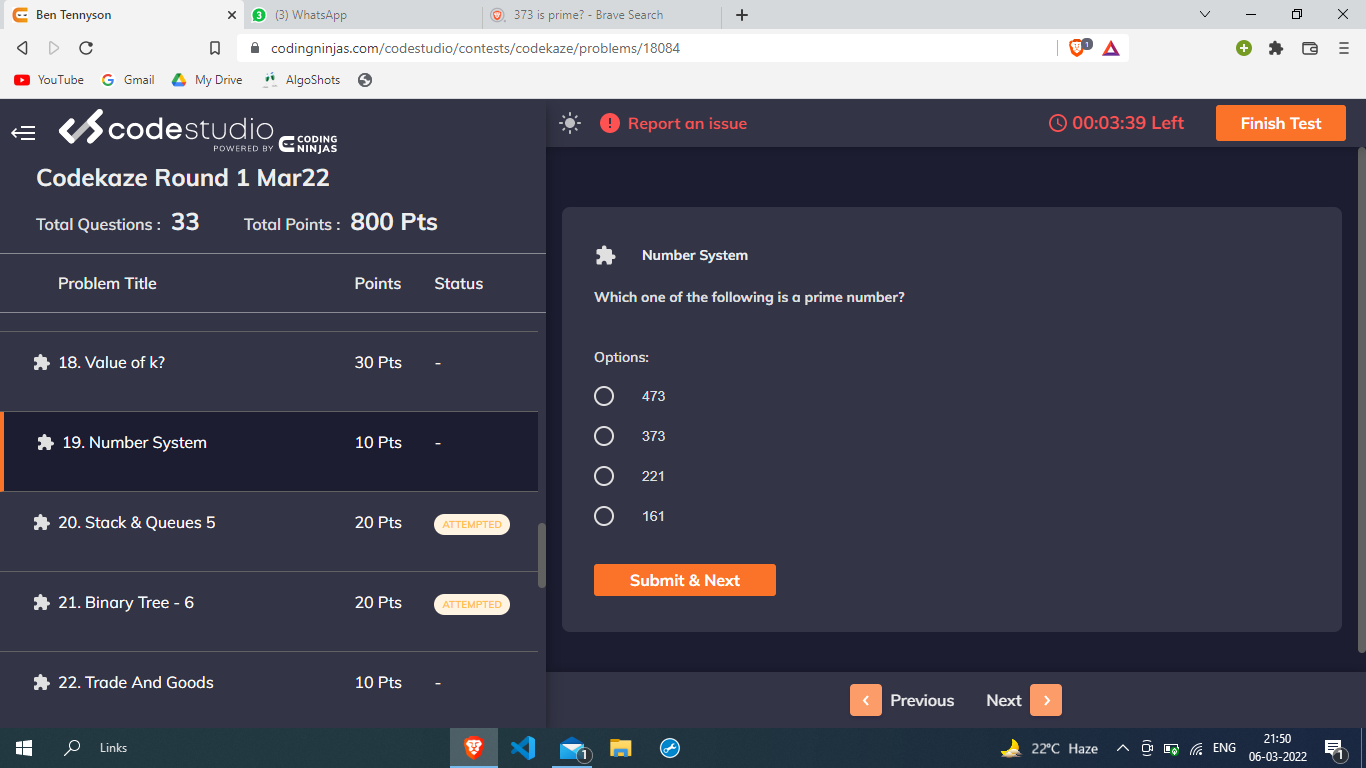 Ben Tennyson
(3) WhatsApp
373 is prime? - Brave Search
codingninjas.com/codestudio/contests/codekaze/problems/18084
YouTube
Gmail
My Drive
AlgoShots
codestudio
POWERED BY CODING NINJAS
Codekaze Round 1 Mar22
Total Questions : 33
Total Points : 800 Pts
Problem Title Points Status
18. Value of k? 30 Pts -
19. Number System 10 Pts -
20. Stack & Queues 5 20 Pts ATTEMPTED
21. Binary Tree - 6 20 Pts ATTEMPTED
22. Trade And Goods 10 Pts -
Report an issue
00:03:39 Left
Finish Test
Number System
Which one of the following is a prime number?
Options:
473
373
221
161
Submit & Next
Previous
Next
Links
22°C Haze
ENG
21:50
06-03-2022